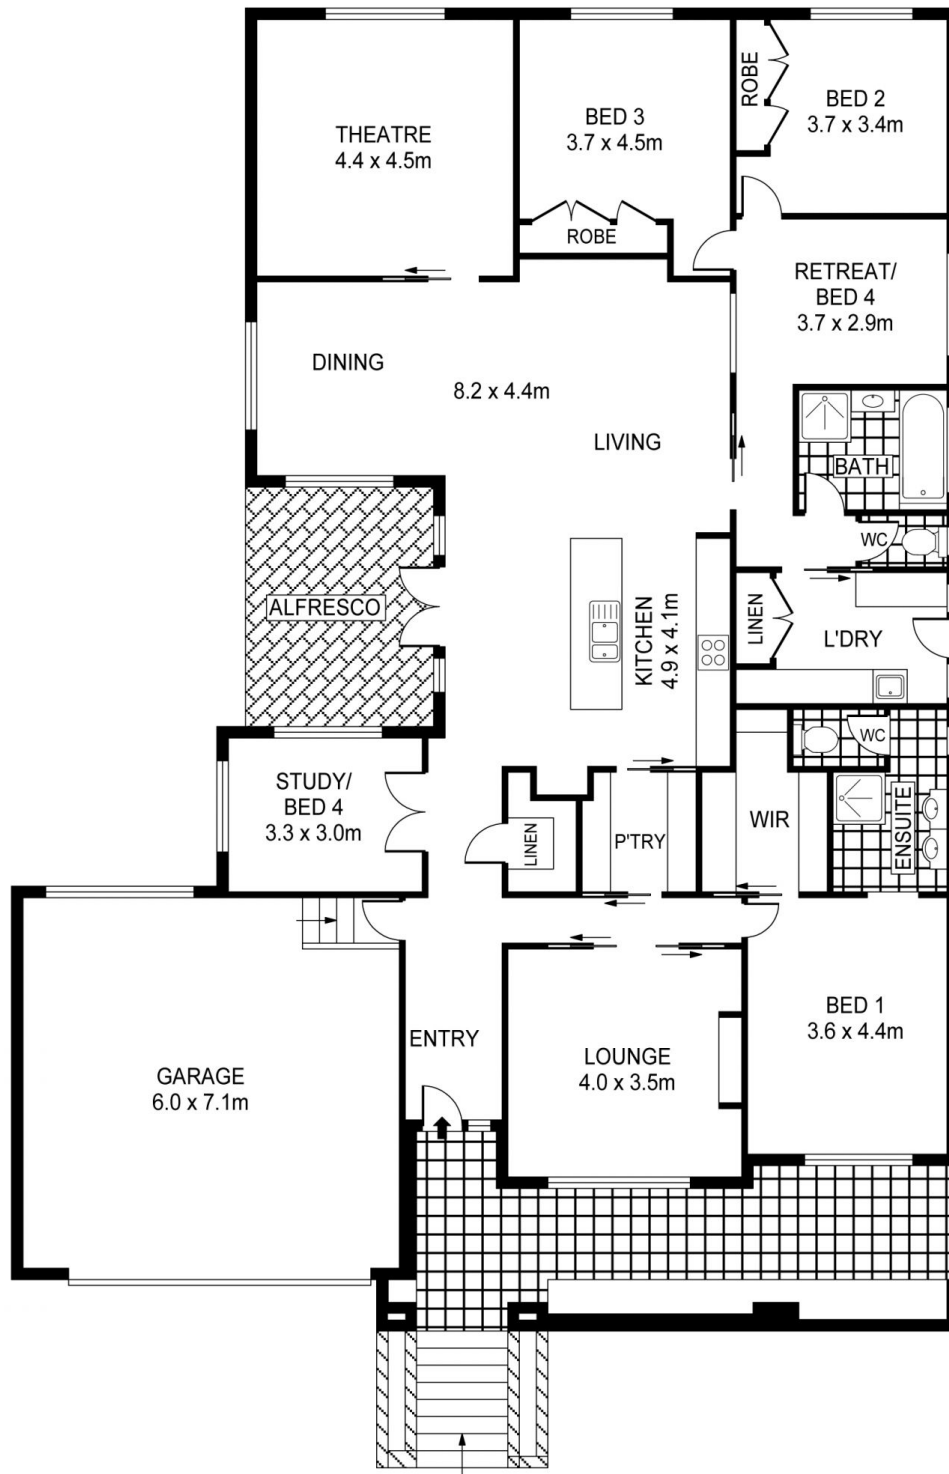 THEATRE
4.4 x 4.5m
BED 3
3.7 x 4.5m
ROBE
ROBE
BED 2
3.7 x 3.4m
RETREAT/
BED 4
3.7 x 2.9m
DINING
8.2 x 4.4m
LIVING
BATH
WC
ALFRESCO
KITCHEN
4.9 x 4.1m
LINEN
L'DRY
WC
STUDY/
BED 4
3.3 x 3.0m
LINEN
P'TRY
WIR
ENSUITE
BED 1
3.6 x 4.4m
ENTRY
LOUNGE
4.0 x 3.5m
GARAGE
6.0 x 7.1m